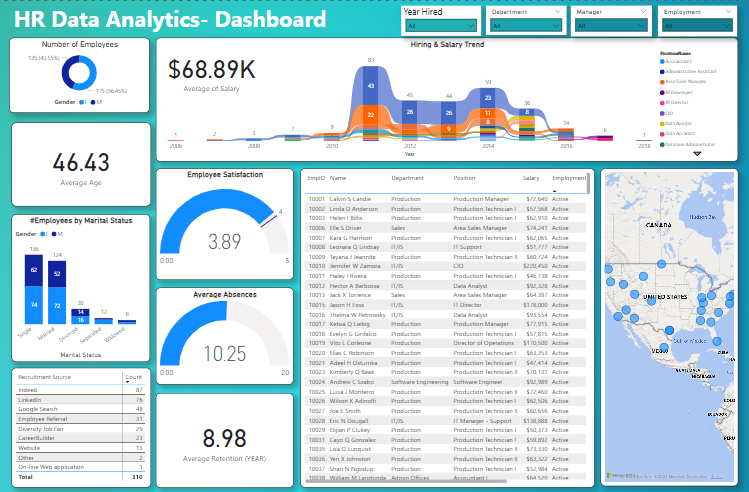 HR Data Analytics- Dashboard
Year Hired
All
Department
All
Manager
All
Employment
All
Number of Employees
135 (43.55%)
175 (56.45%)
Gender F M
46.43
Average Age
#Employees by Marital Status
Gender F M
136
124
62
52
30
14
12
8
74
72
16
Single
Married
Divorced
Separated
Widowed
Marital Status
Recruitment Source Count
Indeed 87
LinkedIn 76
Google Search 48
Employee Referral 31
Diversity Job Fair 29
CareerBuilder 23
Website 13
Other 2
On-line Web application 1
Total 310
Hiring & Salary Trend
$68.89K
Average of Salary
83
45
44
59
36
43
26
26
23
8
22
9
11
8
1
2
3
7
9
14
6
1
2006
2008
2010
2012
2014
2016
2018
Year
PositionName
Accountant I
Administrative Assistant
Area Sales Manager
BI Developer
BI Director
CIO
Data Analyst
Data Architect
Database Administrator
Employee Satisfaction
4
3.89
0.00
5
Average Absences
10.25
0.00
20
8.98
Average Retention (YEAR)
EmpID Name Department Position Salary Employment
10001 Calvin S Candie Production Production Manager $72,640 Active
10002 Linda D Anderson Production Production Technician I $57,568 Active
10003 Helen I Billis Production Production Technician I $62,910 Active
10006 Elle S Driver Sales Area Sales Manager $74,241 Active
10007 Kara G Harrison Production Production Technician I $62,065 Active
10008 Leonara Q Lindsay IT/IS IT Support $51,777 Active
10009 Tayana J Jeannite Production Production Technician II $60,724 Active
10010 Jennifer W Zamora IT/IS CIO $220,450 Active
10011 Haley I Rivera Production Production Technician I $46,738 Active
10012 Hector A Barbossa IT/IS Data Analyst $92,328 Active
10013 Jack X Torrence Sales Area Sales Manager $64,397 Active
10015 Jason H Foss IT/IS IT Director $178,000 Active
10016 Thelma W Petrowsky IT/IS Data Analyst $93,554 Active
10017 Ketsia Q Liebig Production Production Manager $77,915 Active
10018 Evelyn G Girifalco Production Production Technician I $57,815 Active
10019 Vito L Corleone Production Director of Operations $170,500 Active
10020 Elias C Robinson Production Production Technician I $63,353 Active
10021 Adeel H Osturnka Production Production Technician I $47,414 Active
10023 Kimberly Q Beak Production Production Technician II $70,131 Active
10024 Andrew C Szabo Software Engineering Software Engineer $92,989 Active
10025 Luisa J Monterro Production Production Technician II $72,460 Active
10026 Wilson K Adinolfi Production Production Technician I $62,506 Active
10027 Joe E Smith Production Production Technician II $60,656 Active
10028 Eric N Dougall IT/IS IT Manager - Support $138,888 Active
10029 Elijian P Clukey Production Production Technician I $50,373 Active
10031 Cayo Q Gonzalez Production Production Technician I $59,892 Active
10035 Lisa D Lunquist Production Production Technician II $73,330 Active
10036 Yen X Johnston Production Production Technician I $63,322 Active
10037 Shari N Ngodup Production Production Technician I $52,984 Active
10038 William M Larotonda Admin Offices Accountant I $64,520 Active
Hudson Bay
CANADA
UNITED STATES
Gulf of Mexico
MEXICO
CUBA
GUATEMALA
NICARAGUA
ECUADOR
PERU